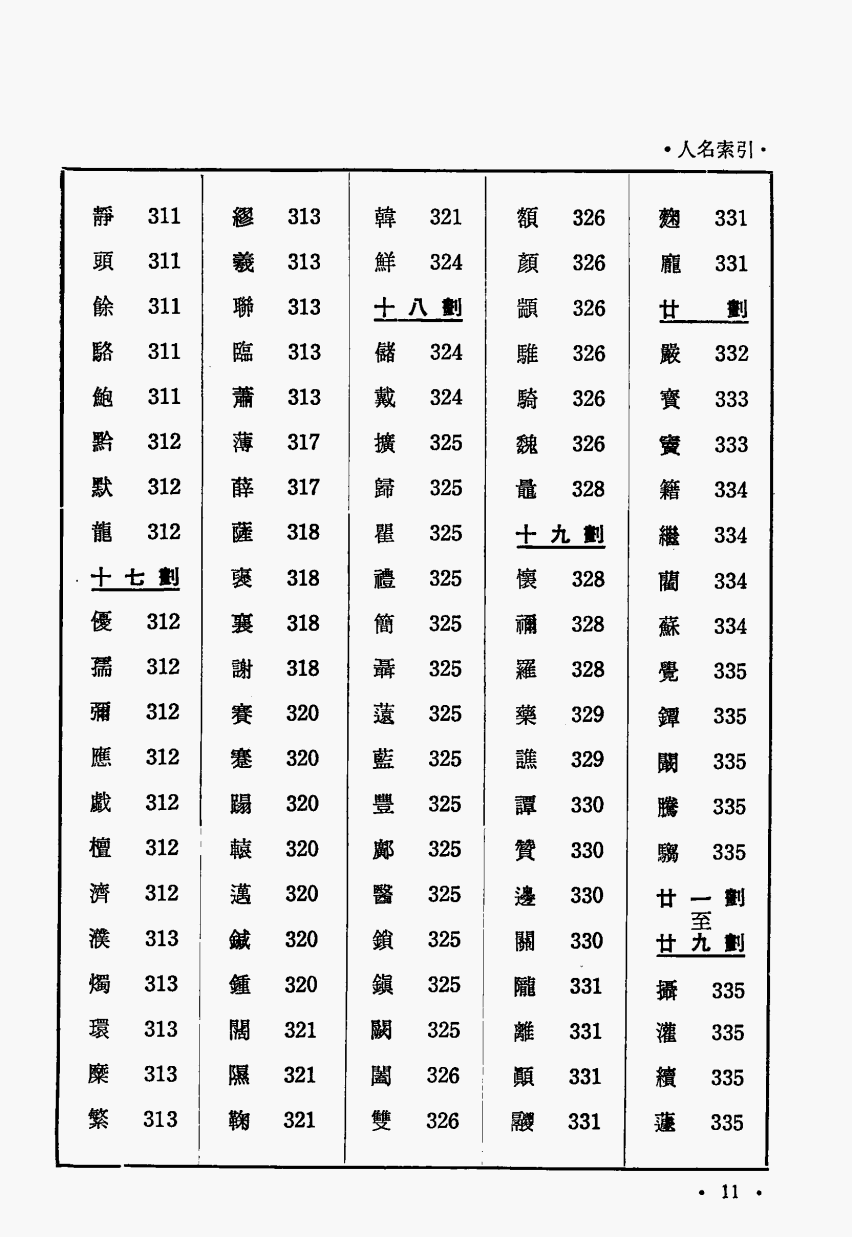 •人名索引•
靜 311
頭 311
餘 311
駱 311
鮑 311
黔 312
默 312
龍 312
十七劃
優 312
孺 312
彌 312
應 312
戲 312
檀 312
濟 312
濮 313
燭 313
環 313
糜 313
繁 313
繆 313
羲 313
聯 313
臨 313
蕭 313
薄 317
薛 317
薩 318
襃 318
襄 318
謝 318
賽 320
蹇 320
蹋 320
轅 320
邁 320
鍼 320
鍾 320
闊 321
隰 321
鞠 321
韓 321
鮮 324
十八劃
儲 324
戴 324
擴 325
歸 325
瞿 325
禮 325
簡 325
聶 325
薳 325
藍 325
豐 325
鄺 325
醫 325
鎖 325
鎮 325
闕 325
闔 326
雙 326
額 326
顏 326
顓 326
騅 326
騎 326
魏 326
鼂 328
十九劃
懷 328
禰 328
羅 328
藥 329
譙 329
譚 330
贊 330
邊 330
關 330
隴 331
離 331
顛 331
騪 331
麴 331
龐 331
廿劃
嚴 332
寶 333
竇 333
籍 334
繼 334
藺 334
蘇 334
覺 335
鐔 335
闞 335
騰 335
騶 335
廿一劃
至
廿九劃
攝 335
灌 335
續 335
蘧 335
• 11 •